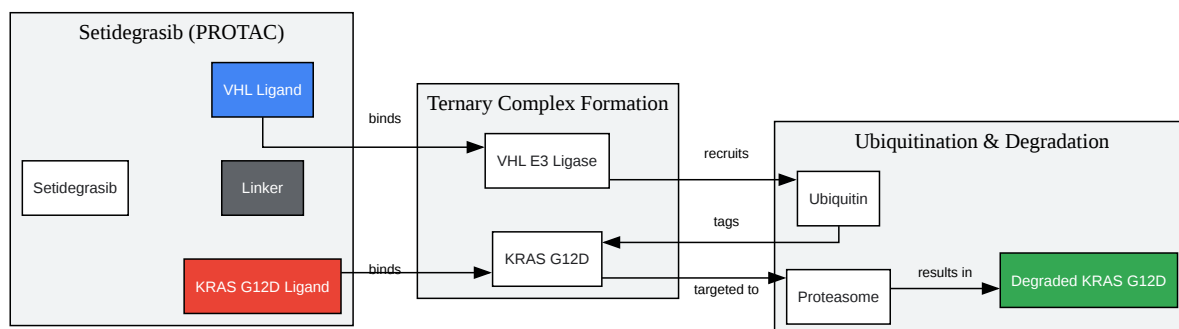 Setidegrasib (PROTAC)
VHL Ligand
Setidegrasib
Linker
KRAS G12D Ligand
binds
binds
Ternary Complex Formation
VHL E3 Ligase
KRAS G12D
recruits
tags
targeted to
Ubiquitination & Degradation
Ubiquitin
Proteasome
results in
Degraded KRAS G12D